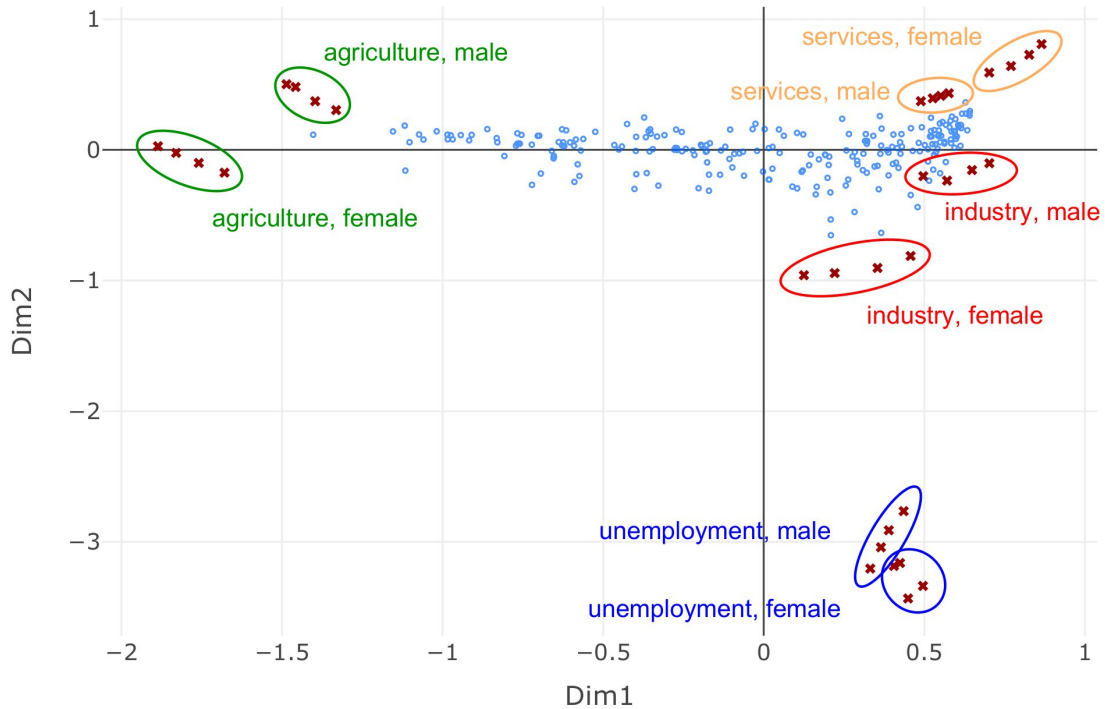 1
services, female
agriculture, male
services, male
0
agriculture, female
industry, male
−1
industry, female
Dim2
−2
−3
unemployment, male
unemployment, female
−2
−1.5
−1
−0.5
0
0.5
1
Dim1